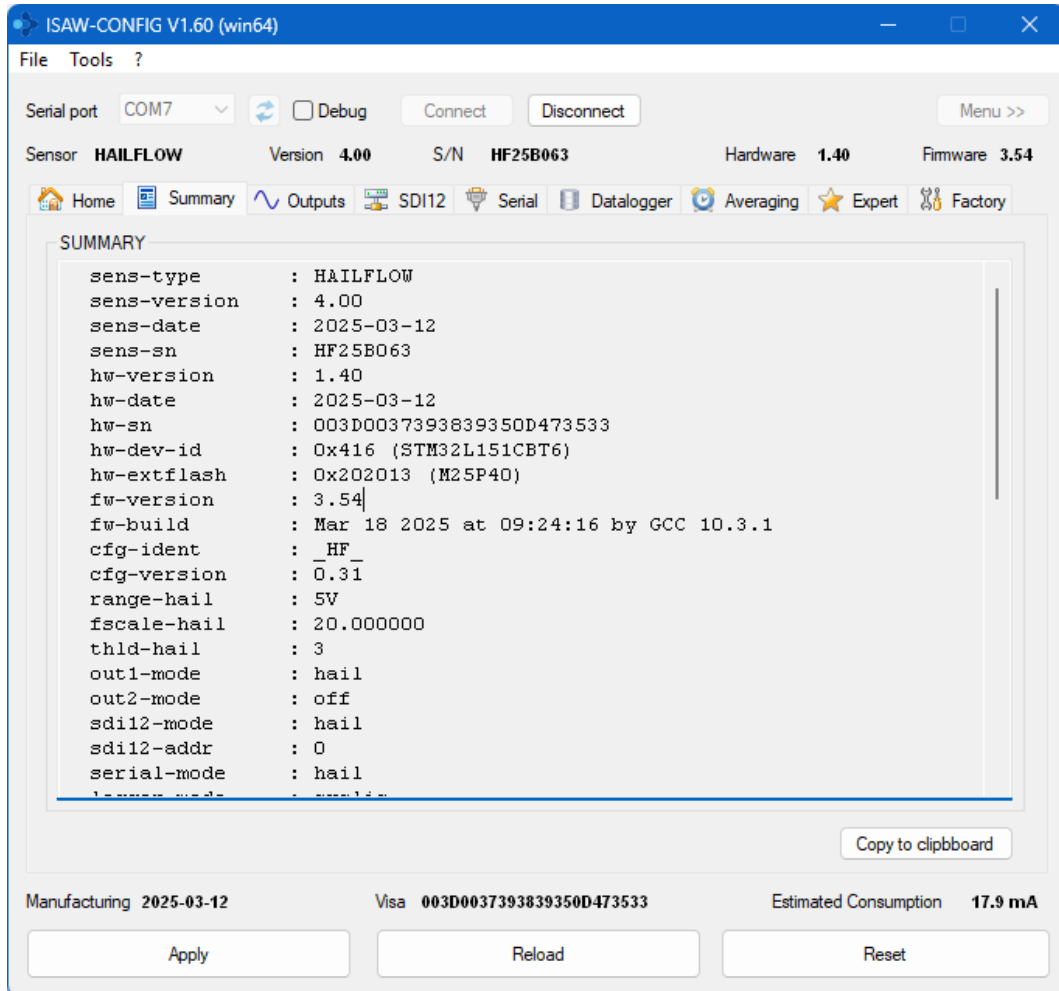 ISAW-CONFIG V1.60 (win64)
File Tools ?
Serial port COM7 Debug Connect Disconnect Menu >>
Sensor HAILFLOW Version 4.00 S/N HF25B063 Hardware 1.40 Firmware 3.54
Home Summary Outputs SDI12 Serial Datalogger Averaging Expert Factory
SUMMARY
sens-type : HAILFLOW
sens-version : 4.00
sens-date : 2025-03-12
sens-sn : HF25B063
hw-version : 1.40
hw-date : 2025-03-12
hw-sn : 003D0037393839350D473533
hw-dev-id : 0x416 (STM32L151CBT6)
hw-extflash : 0x202013 (M25P40)
fw-version : 3.54
fw-build : Mar 18 2025 at 09:24:16 by GCC 10.3.1
cfg-ident : _HF_
cfg-version : 0.31
range-hail : 5V
fscale-hail : 20.000000
thld-hail : 3
out1-mode : hail
out2-mode : off
sdi12-mode : hail
sdi12-addr : 0
serial-mode : hail
Copy to clipbboard
Manufacturing 2025-03-12 Visa 003D0037393839350D473533 Estimated Consumption 17.9 mA
Apply Reload Reset